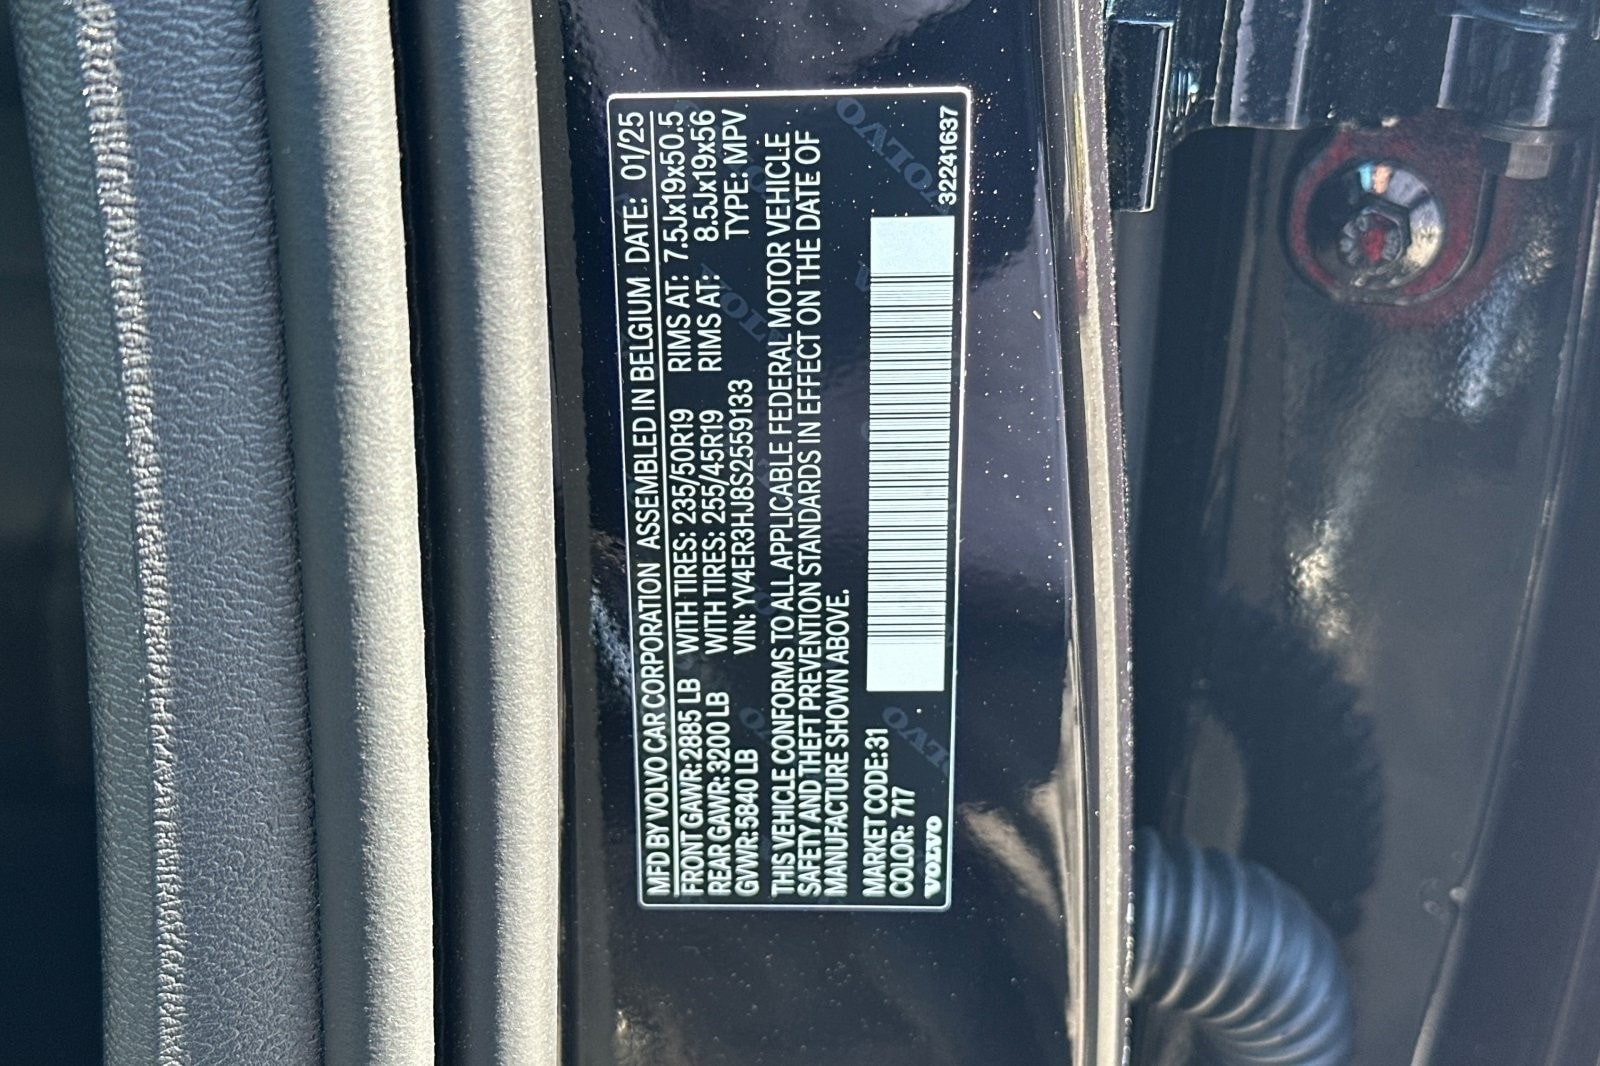 MFD BY VOLVO CAR CORPORATION ASSEMBLED IN BELGIUM DATE: 01/25
FRONT GAWR: 2885 LB WITH TIRES: 235/50R19 RIMS AT: 7.5Jx19x50.5
REAR GAWR: 3200 LB WITH TIRES: 255/45R19 RIMS AT: 8.5Jx19x56
GVWR: 5840 LB VIN: YV4ER3HJ8S2559133 TYPE: MPV
THIS VEHICLE CONFORMS TO ALL APPLICABLE FEDERAL MOTOR VEHICLE
SAFETY AND THEFT PREVENTION STANDARDS IN EFFECT ON THE DATE OF
MANUFACTURE SHOWN ABOVE.
MARKET CODE: 31
COLOR: 717
VOLVO
32241637